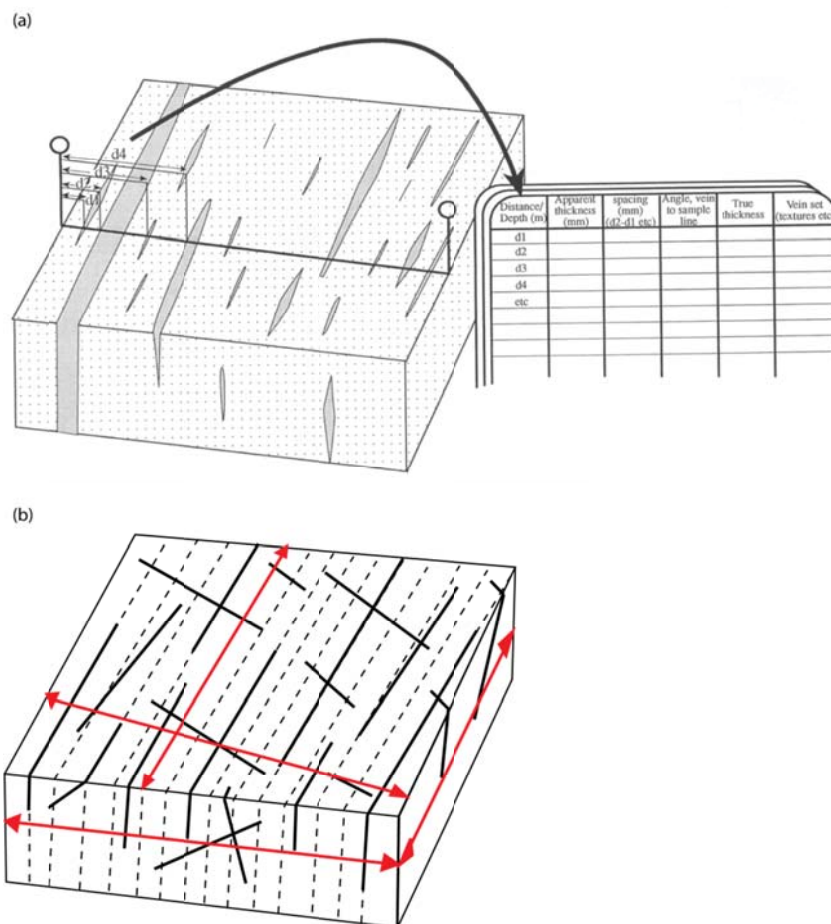 (a)
d4
d3
d2
d1
Distance/ Depth (m)
Apparent thickness (mm)
spacing (mm) (d2-d1 etc)
Angle, vein to sample line
True thickness
Vein set (textures etc
d1
d2
d3
d4
etc
(b)